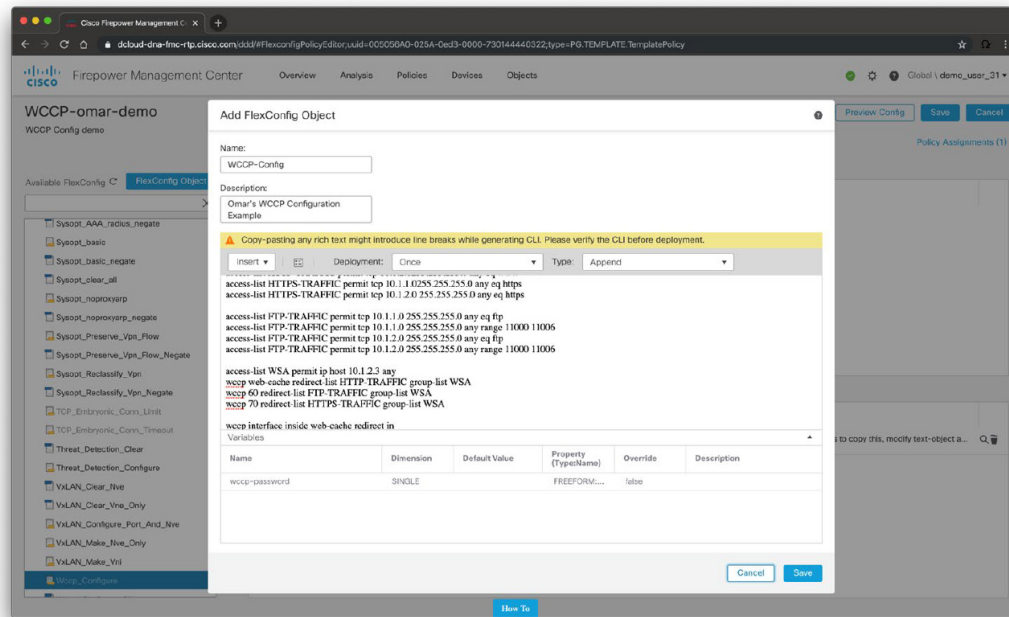 Cisco Firepower Management C
dcloud-dna-fmc-rtp.cisco.com/ddd/#FlexconfigPolicyEditor;uuid=005056A0-025A-0ed3-0000-730144440322;type=PG.TEMPLATE.TemplatePolicy
CISCO Firepower Management Center Overview Analysis Policies Devices Objects Global \ demo_user_31
WCCP-omar-demo
WCCP Config demo
Preview Config Save Cancel
Policy Assignments (1)
Available FlexConfig FlexConfig Object
Sysopt_AAA_radius_negate
Sysopt_basic
Sysopt_basic_negate
Sysopt_clear_all
Sysopt_noproxyarp
Sysopt_noproxyarp_negate
Sysopt_Preserve_Vpn_Flow
Sysopt_Preserve_Vpn_Flow_Negate
Sysopt_Reclassify_Vpn
Sysopt_Reclassify_Vpn_Negate
TCP_Embryonic_Conn_Limit
TCP_Embryonic_Conn_Timeout
Threat_Detection_Clear
Threat_Detection_Configure
VxLAN_Clear_Nve
VxLAN_Clear_Nve_Only
VxLAN_Configure_Port_And_Nve
VxLAN_Make_Nve_Only
VxLAN_Make_Vni
Wccp_Configure
Add FlexConfig Object
Name:
WCCP-Config
Description:
Omar's WCCP Configuration
Example
Copy-pasting any rich text might introduce line breaks while generating CLI. Please verify the CLI before deployment.
Insert Deployment: Once Type: Append
access-list HTTPS-TRAFFIC permit tcp 10.1.1.0255.255.255.0 any eq https
access-list HTTPS-TRAFFIC permit tcp 10.1.2.0 255.255.255.0 any eq https
access-list FTP-TRAFFIC permit tcp 10.1.1.0 255.255.255.0 any eq ftp
access-list FTP-TRAFFIC permit tcp 10.1.1.0 255.255.255.0 any range 11000 11006
access-list FTP-TRAFFIC permit tcp 10.1.2.0 255.255.255.0 any eq ftp
access-list FTP-TRAFFIC permit tcp 10.1.2.0 255.255.255.0 any range 11000 11006
access-list WSA permit ip host 10.1.2.3 any
wccp web-cache redirect-list HTTP-TRAFFIC group-list WSA
wccp 60 redirect-list FTP-TRAFFIC group-list WSA
wccp 70 redirect-list HTTPS-TRAFFIC group-list WSA
wccp interface inside web-cache redirect in
Variables
Name Dimension Default Value Property (Type:Name) Override Description
wccp-password SINGLE FREEFORM:... false
s to copy this, modify text-object a...
Cancel Save
How To